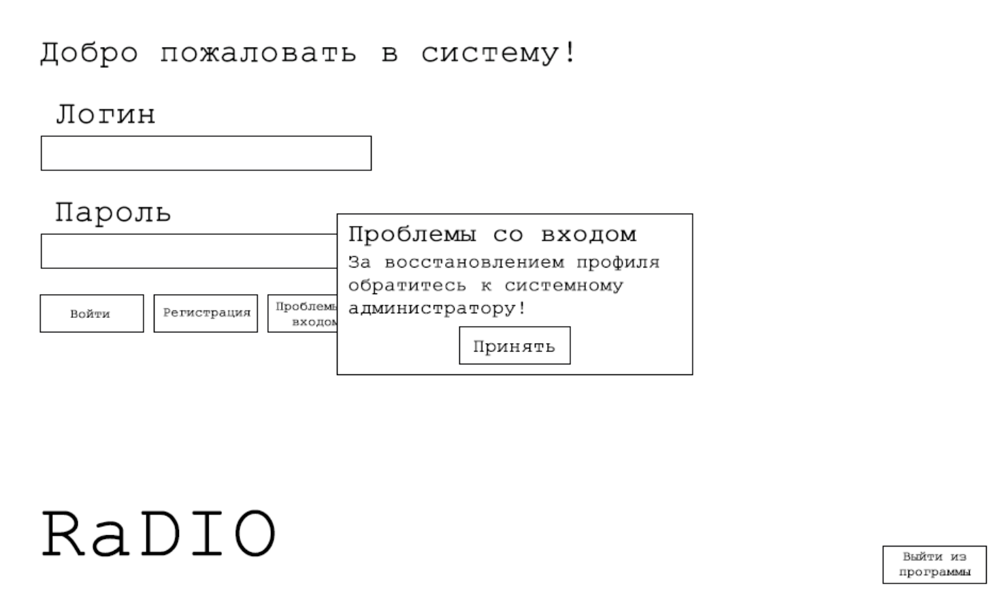 Добро пожаловать в систему!
Логин
Пароль
Войти
Регистрация
Проблемы
входом
Проблемы со входом
За восстановлением профиля
обратитесь к системному
администратору!
Принять
RaDIO
Выйти из
программы